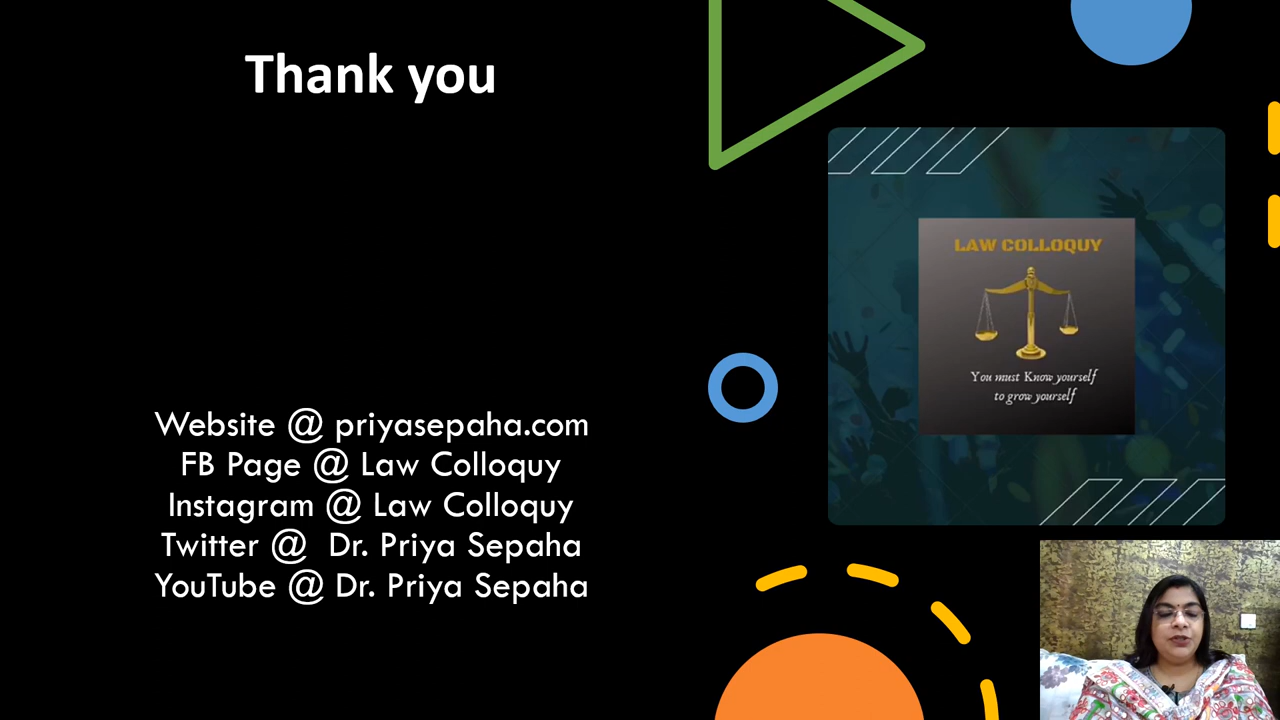 Thank you
LAW COLLOQUY
You must Know yourself
to grow yourself
Website @ priyasepaha.com
FB Page @ Law Colloquy
Instagram @ Law Colloquy
Twitter @ Dr. Priya Sepaha
YouTube @ Dr. Priya Sepaha